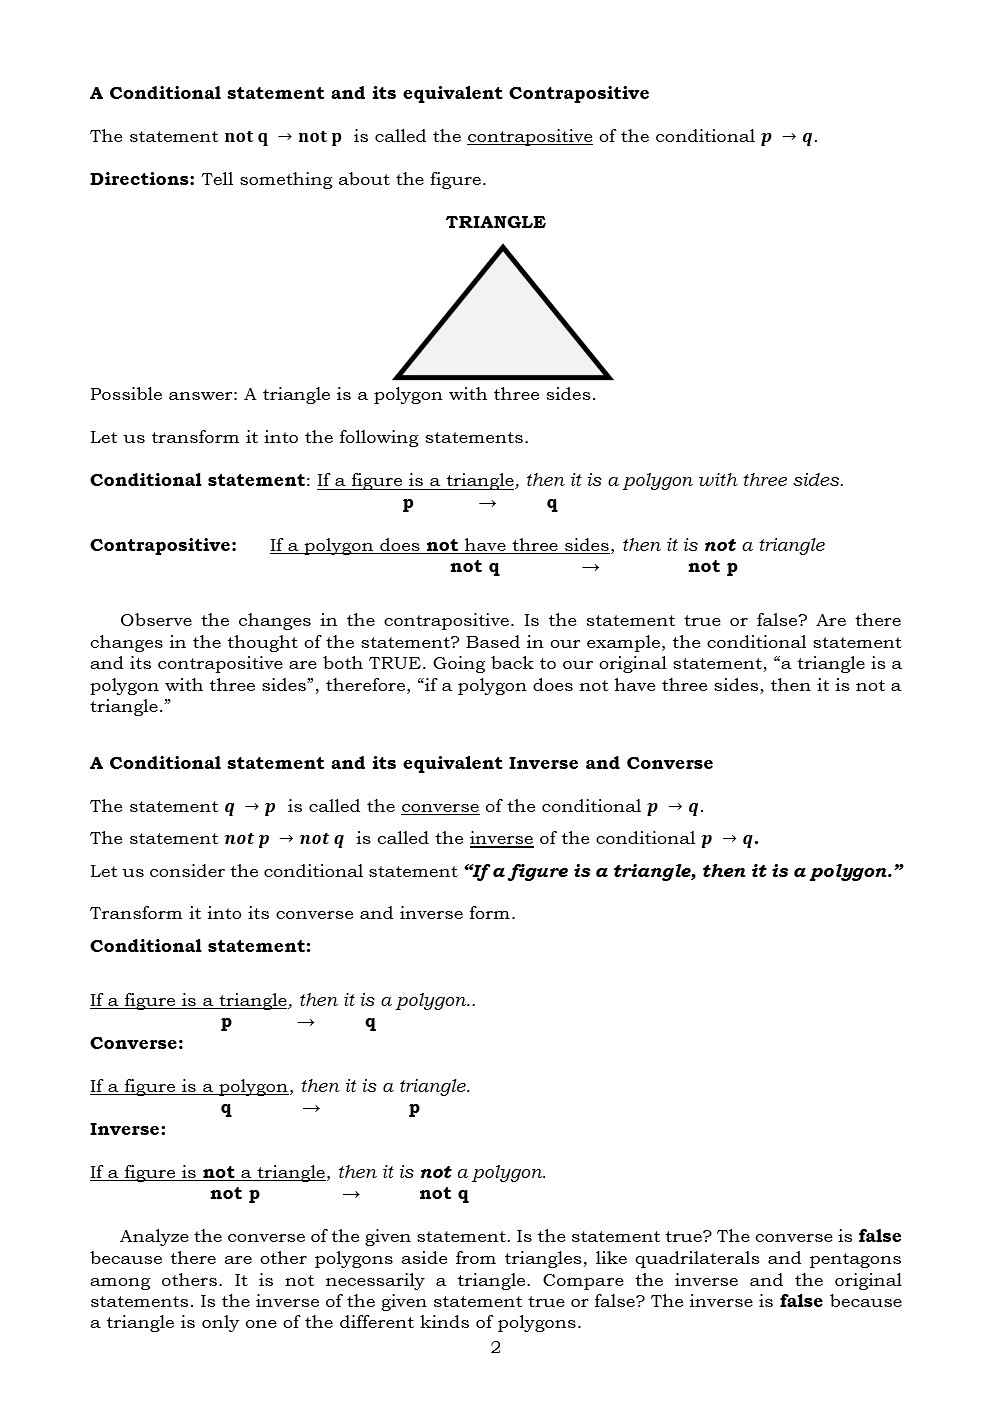 A Conditional statement and its equivalent Contrapositive
The statement not q → not p is called the contrapositive of the conditional p → q.
Directions: Tell something about the figure.
TRIANGLE
Possible answer: A triangle is a polygon with three sides.
Let us transform it into the following statements.
Conditional statement: If a figure is a triangle, then it is a polygon with three sides.
p → q
Contrapositive: If a polygon does not have three sides, then it is not a triangle
not q → not p
Observe the changes in the contrapositive. Is the statement true or false? Are there
changes in the thought of the statement? Based in our example, the conditional statement
and its contrapositive are both TRUE. Going back to our original statement, “a triangle is a
polygon with three sides”, therefore, “if a polygon does not have three sides, then it is not a
triangle.”
A Conditional statement and its equivalent Inverse and Converse
The statement q → p is called the converse of the conditional p → q.
The statement not p → not q is called the inverse of the conditional p → q.
Let us consider the conditional statement “If a figure is a triangle, then it is a polygon.”
Transform it into its converse and inverse form.
Conditional statement:
If a figure is a triangle, then it is a polygon..
p → q
Converse:
If a figure is a polygon, then it is a triangle.
q → p
Inverse:
If a figure is not a triangle, then it is not a polygon.
not p → not q
Analyze the converse of the given statement. Is the statement true? The converse is false
because there are other polygons aside from triangles, like quadrilaterals and pentagons
among others. It is not necessarily a triangle. Compare the inverse and the original
statements. Is the inverse of the given statement true or false? The inverse is false because
a triangle is only one of the different kinds of polygons.
2